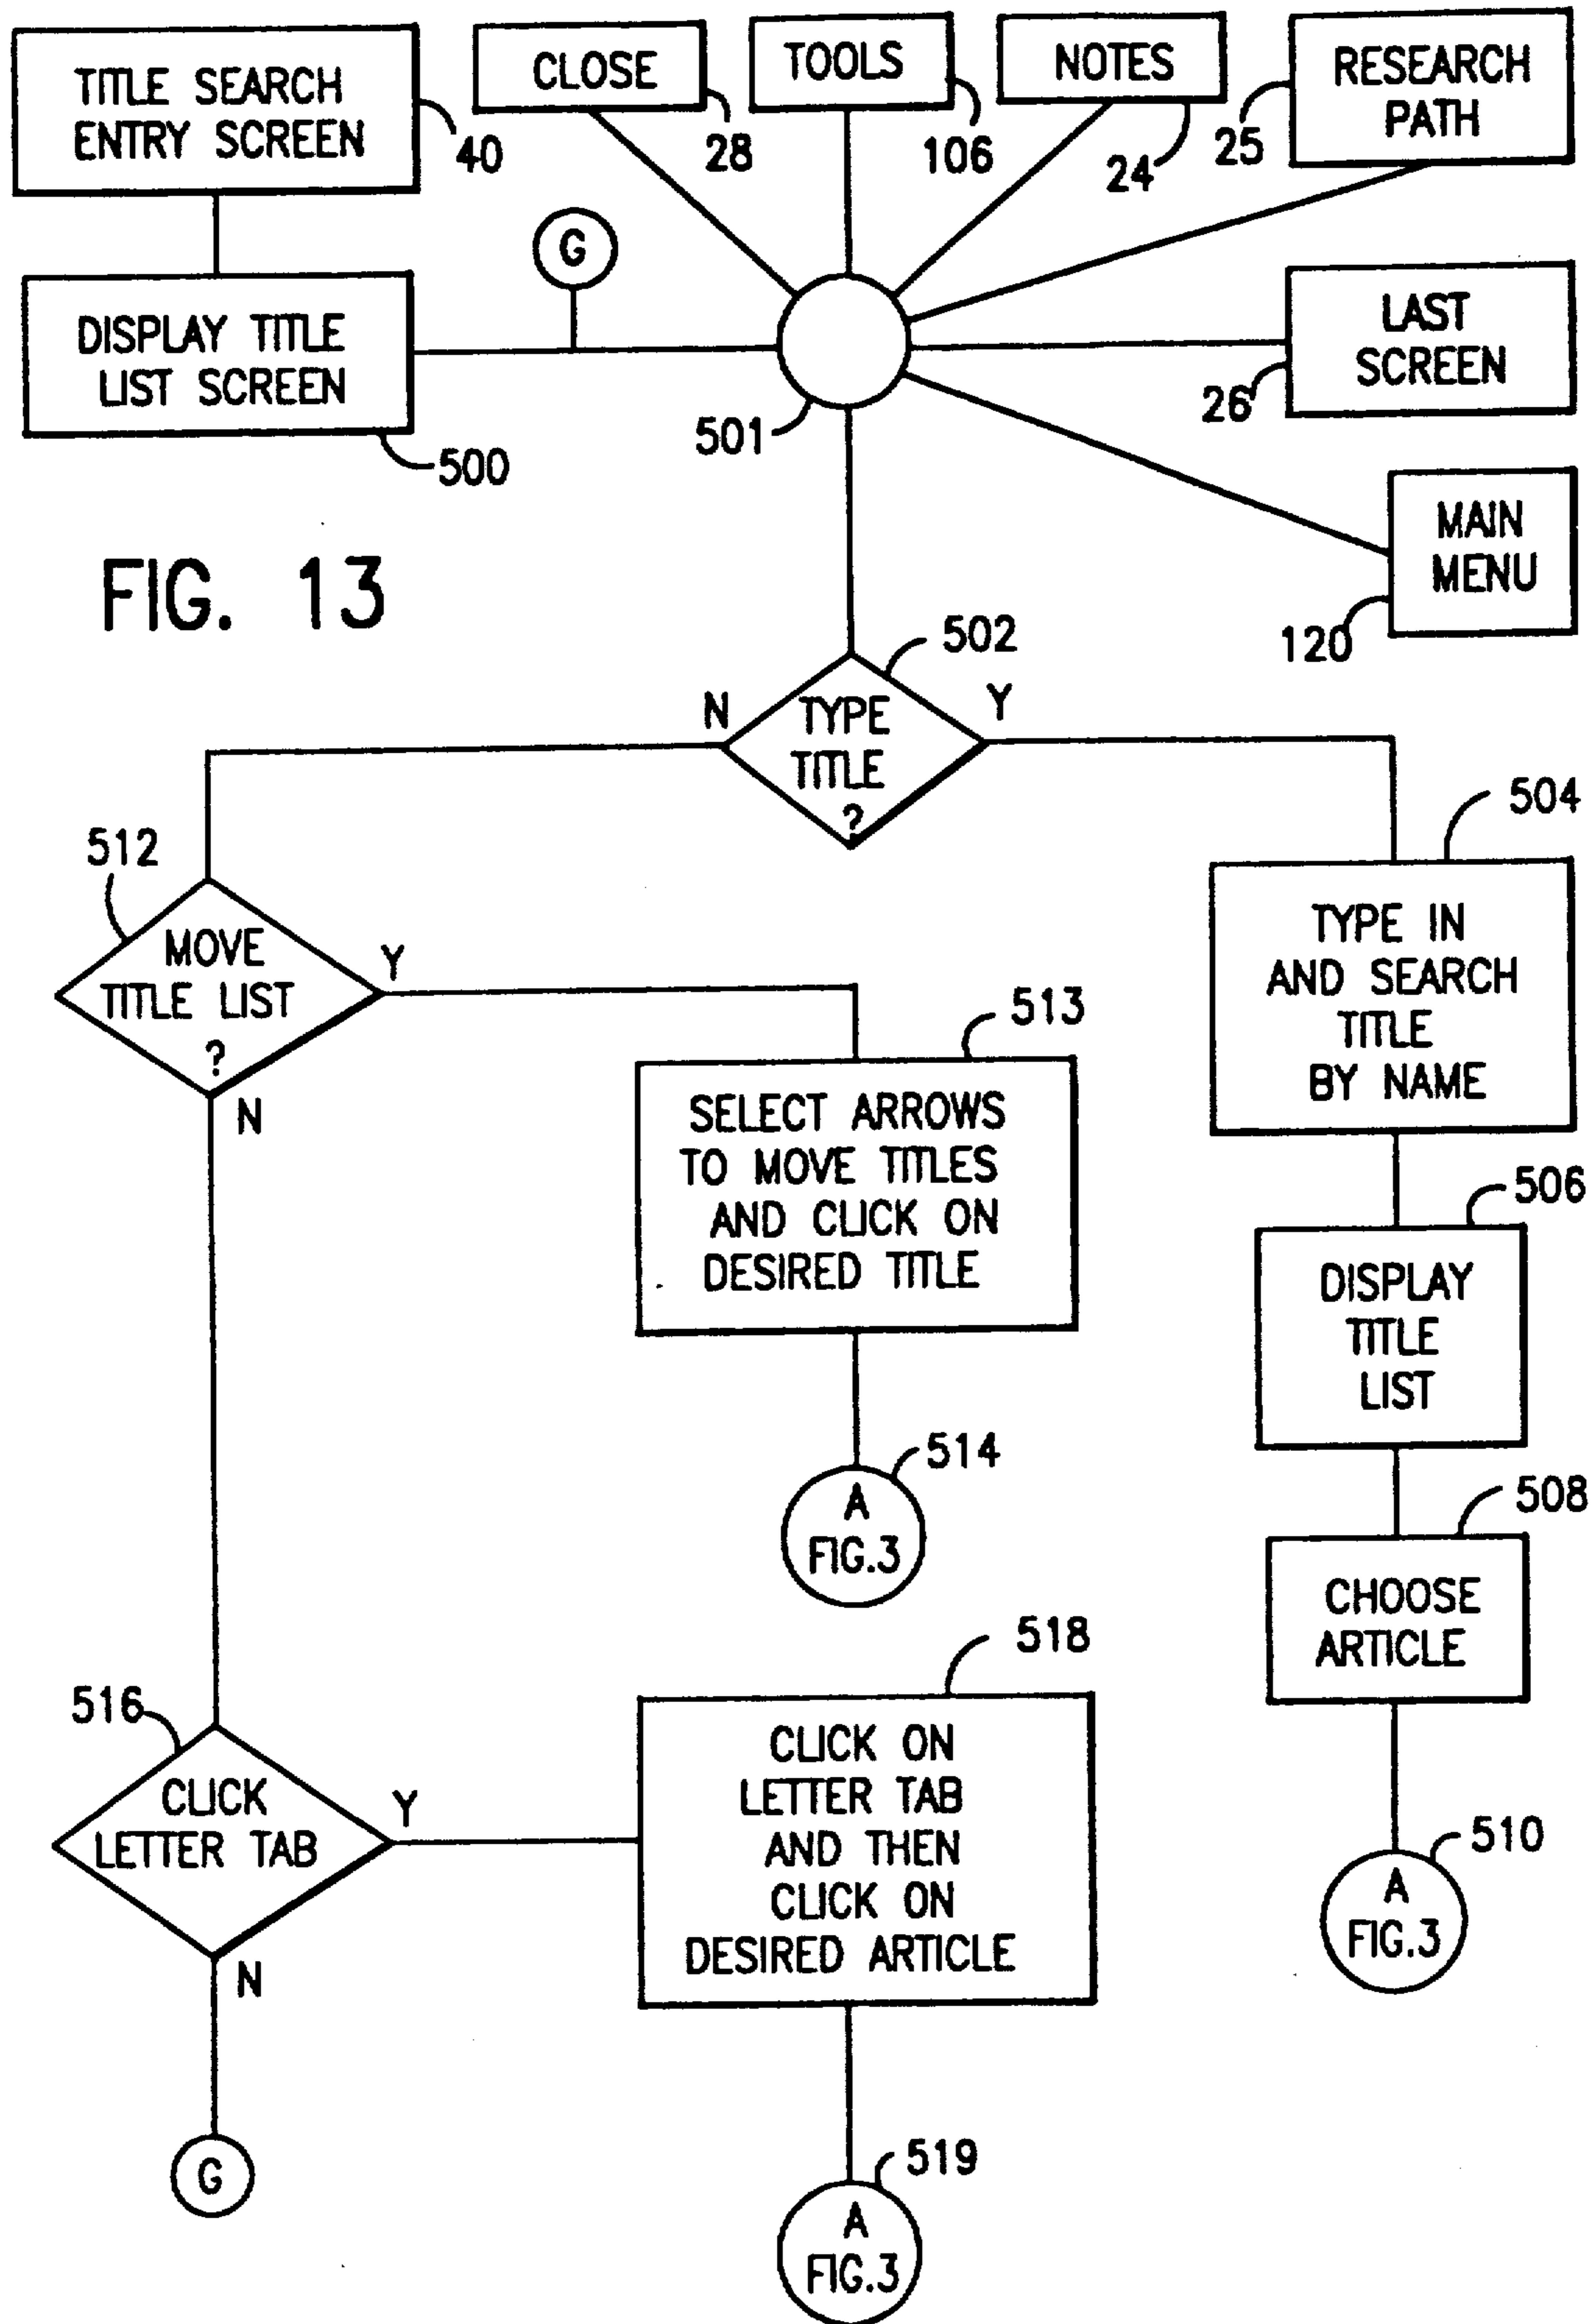 TITLE SEARCH
ENTRY SCREEN
40
CLOSE
28
TOOLS
106
NOTES
24
RESEARCH
PATH
25
G
DISPLAY TITLE
LIST SCREEN
500
501
LAST
SCREEN
26
MAIN
MENU
120
FIG. 13
502
N
TYPE
TITLE
?
Y
504
TYPE IN
AND SEARCH
TITLE
BY NAME
512
MOVE
TITLE LIST
?
Y
N
513
SELECT ARROWS
TO MOVE TITLES
AND CLICK ON
DESIRED TITLE
506
DISPLAY
TITLE
LIST
514
A
FIG.3
508
CHOOSE
ARTICLE
516
CLICK
LETTER TAB
Y
N
518
CLICK ON
LETTER TAB
AND THEN
CLICK ON
DESIRED ARTICLE
510
A
FIG.3
G
519
A
FIG.3